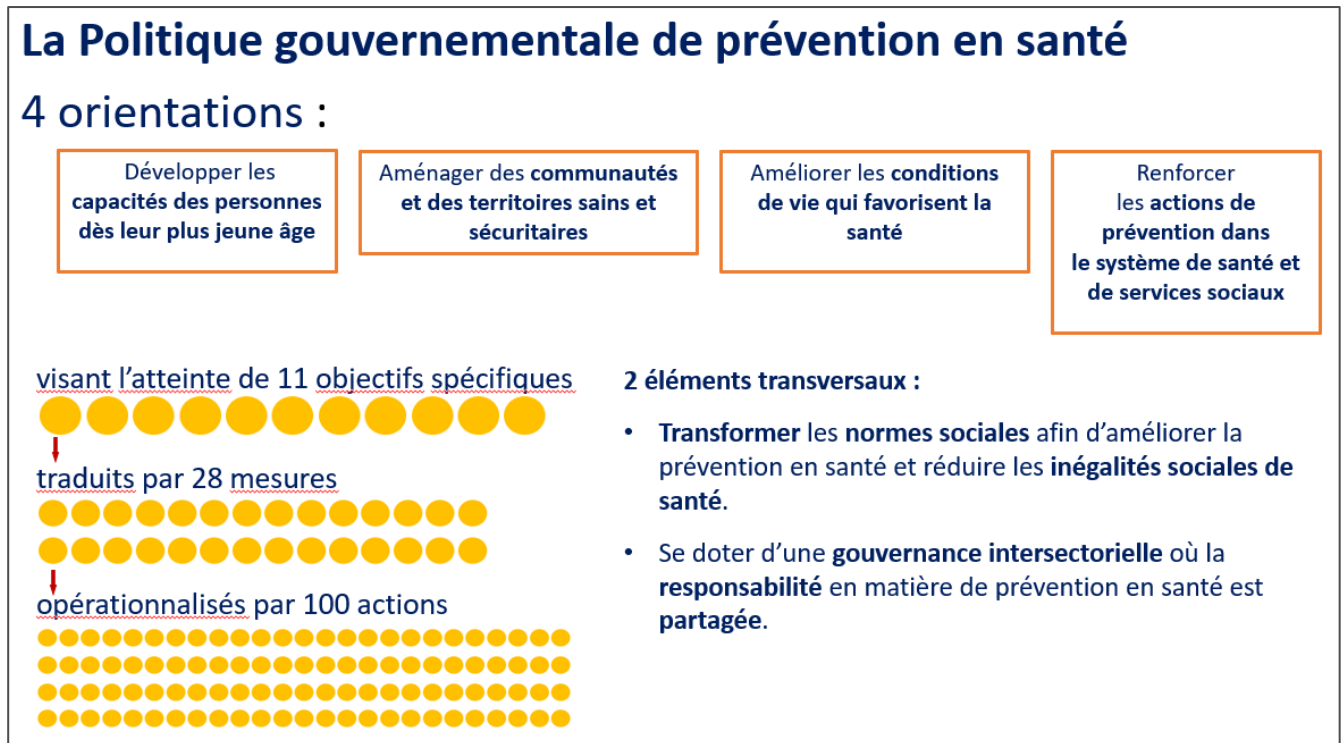 La Politique gouvernementale de prévention en santé
4 orientations :
Développer les
capacités des personnes
dès leur plus jeune âge
Aménager des communautés
et des territoires sains et
sécuritaires
Améliorer les conditions
de vie qui favorisent la
santé
Renforcer
les actions de
prévention dans
le système de santé et
de services sociaux
visant l’atteinte de 11 objectifs spécifiques
traduits par 28 mesures
opérationnalisés par 100 actions
2 éléments transversaux :
• Transformer les normes sociales afin d’améliorer la
prévention en santé et réduire les inégalités sociales de
santé.
• Se doter d’une gouvernance intersectorielle où la
responsabilité en matière de prévention en santé est
partagée.